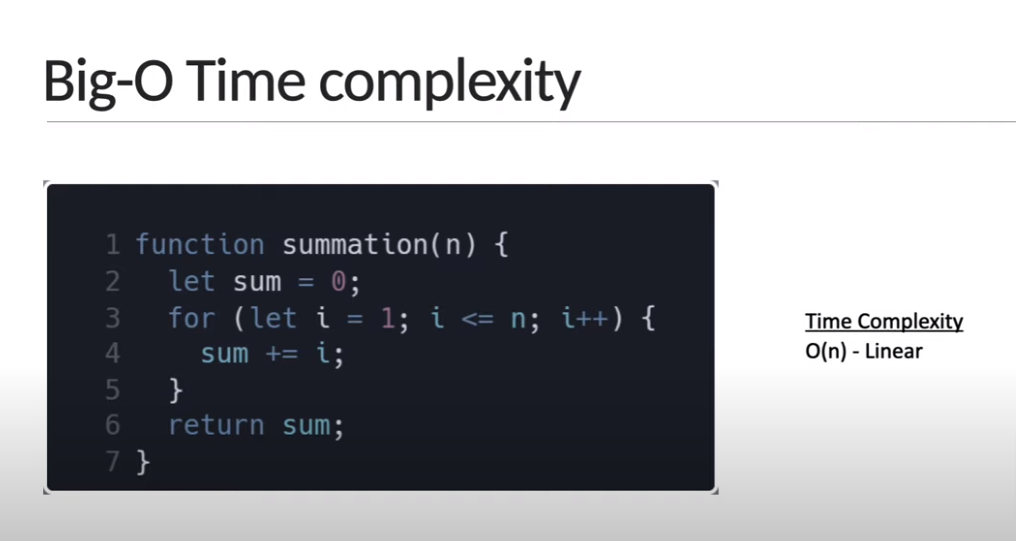 Big-O Time complexity
1 function summation(n) {
2 let sum = 0;
3 for (let i = 1; i <= n; i++) {
4 sum += i;
5 }
6 return sum;
7 }
Time Complexity
O(n) - Linear